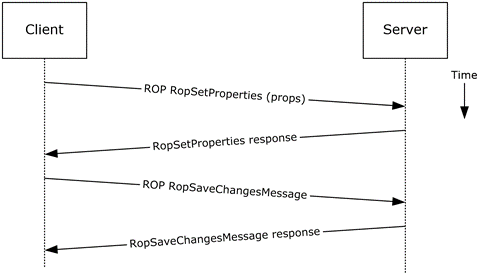 Client
Server
Time
ROP RopSetProperties (props)
RopSetProperties response
ROP RopSaveChangesMessage
RopSaveChangesMessage response